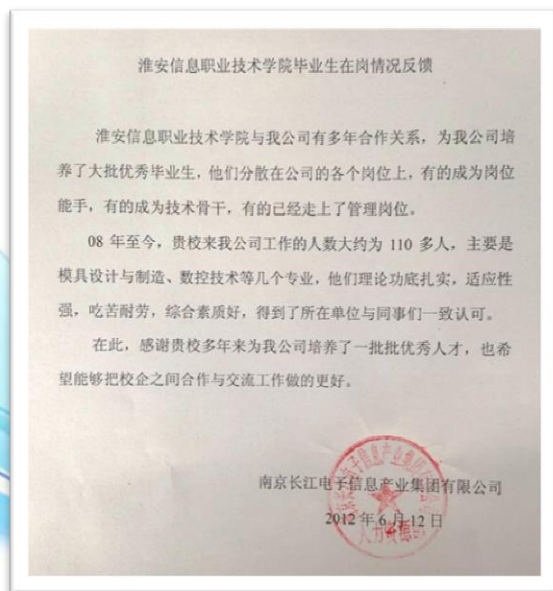 淮安信息职业技术学院毕业生在岗情况反馈
淮安信息职业技术学院与我公司有多年合作关系，为我公司培
养了大批优秀毕业生，他们分散在公司的各个岗位上，有的成为岗位
能手，有的成为技术骨干，有的已经走上了管理岗位。
08 年至今，贵校来我公司工作的人数大约为 110 多人，主要是
模具设计与制造、数控技术等几个专业，他们理论功底扎实，适应性
强，吃苦耐劳，综合素质好，得到了所在单位与同事们一致认可。
在此，感谢贵校多年来为我公司培养了一批批优秀人才，也希
望能够把校企之间合作与交流工作做的更好。
南京长江电子信息产业集团有限公司
2012 年 6 月 12 日